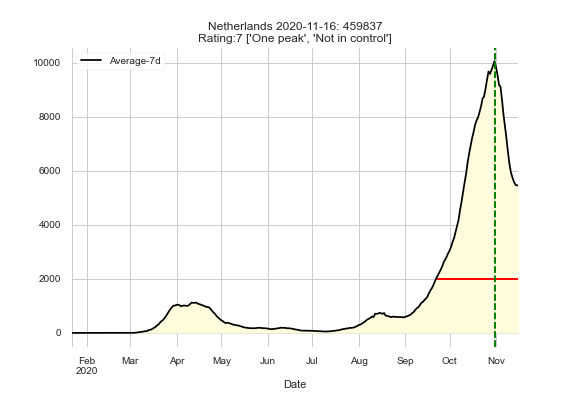 Netherlands 2020-11-16: 459837
Rating:7 ['One peak', 'Not in control']
Average-7d
10000
8000
6000
4000
2000
0
Feb Mar Apr May Jun Jul Aug Sep Oct Nov
2020
Date